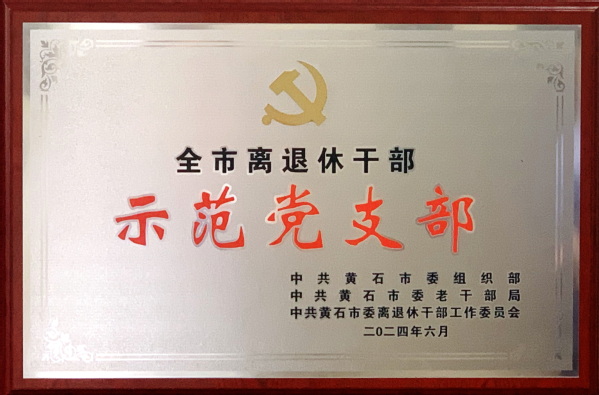 全市离退休干部
示范党支部
中共黄石市委组织部
中共黄石市委老干部局
中共黄石市委离退休干部工作委员会
二〇二四年六月